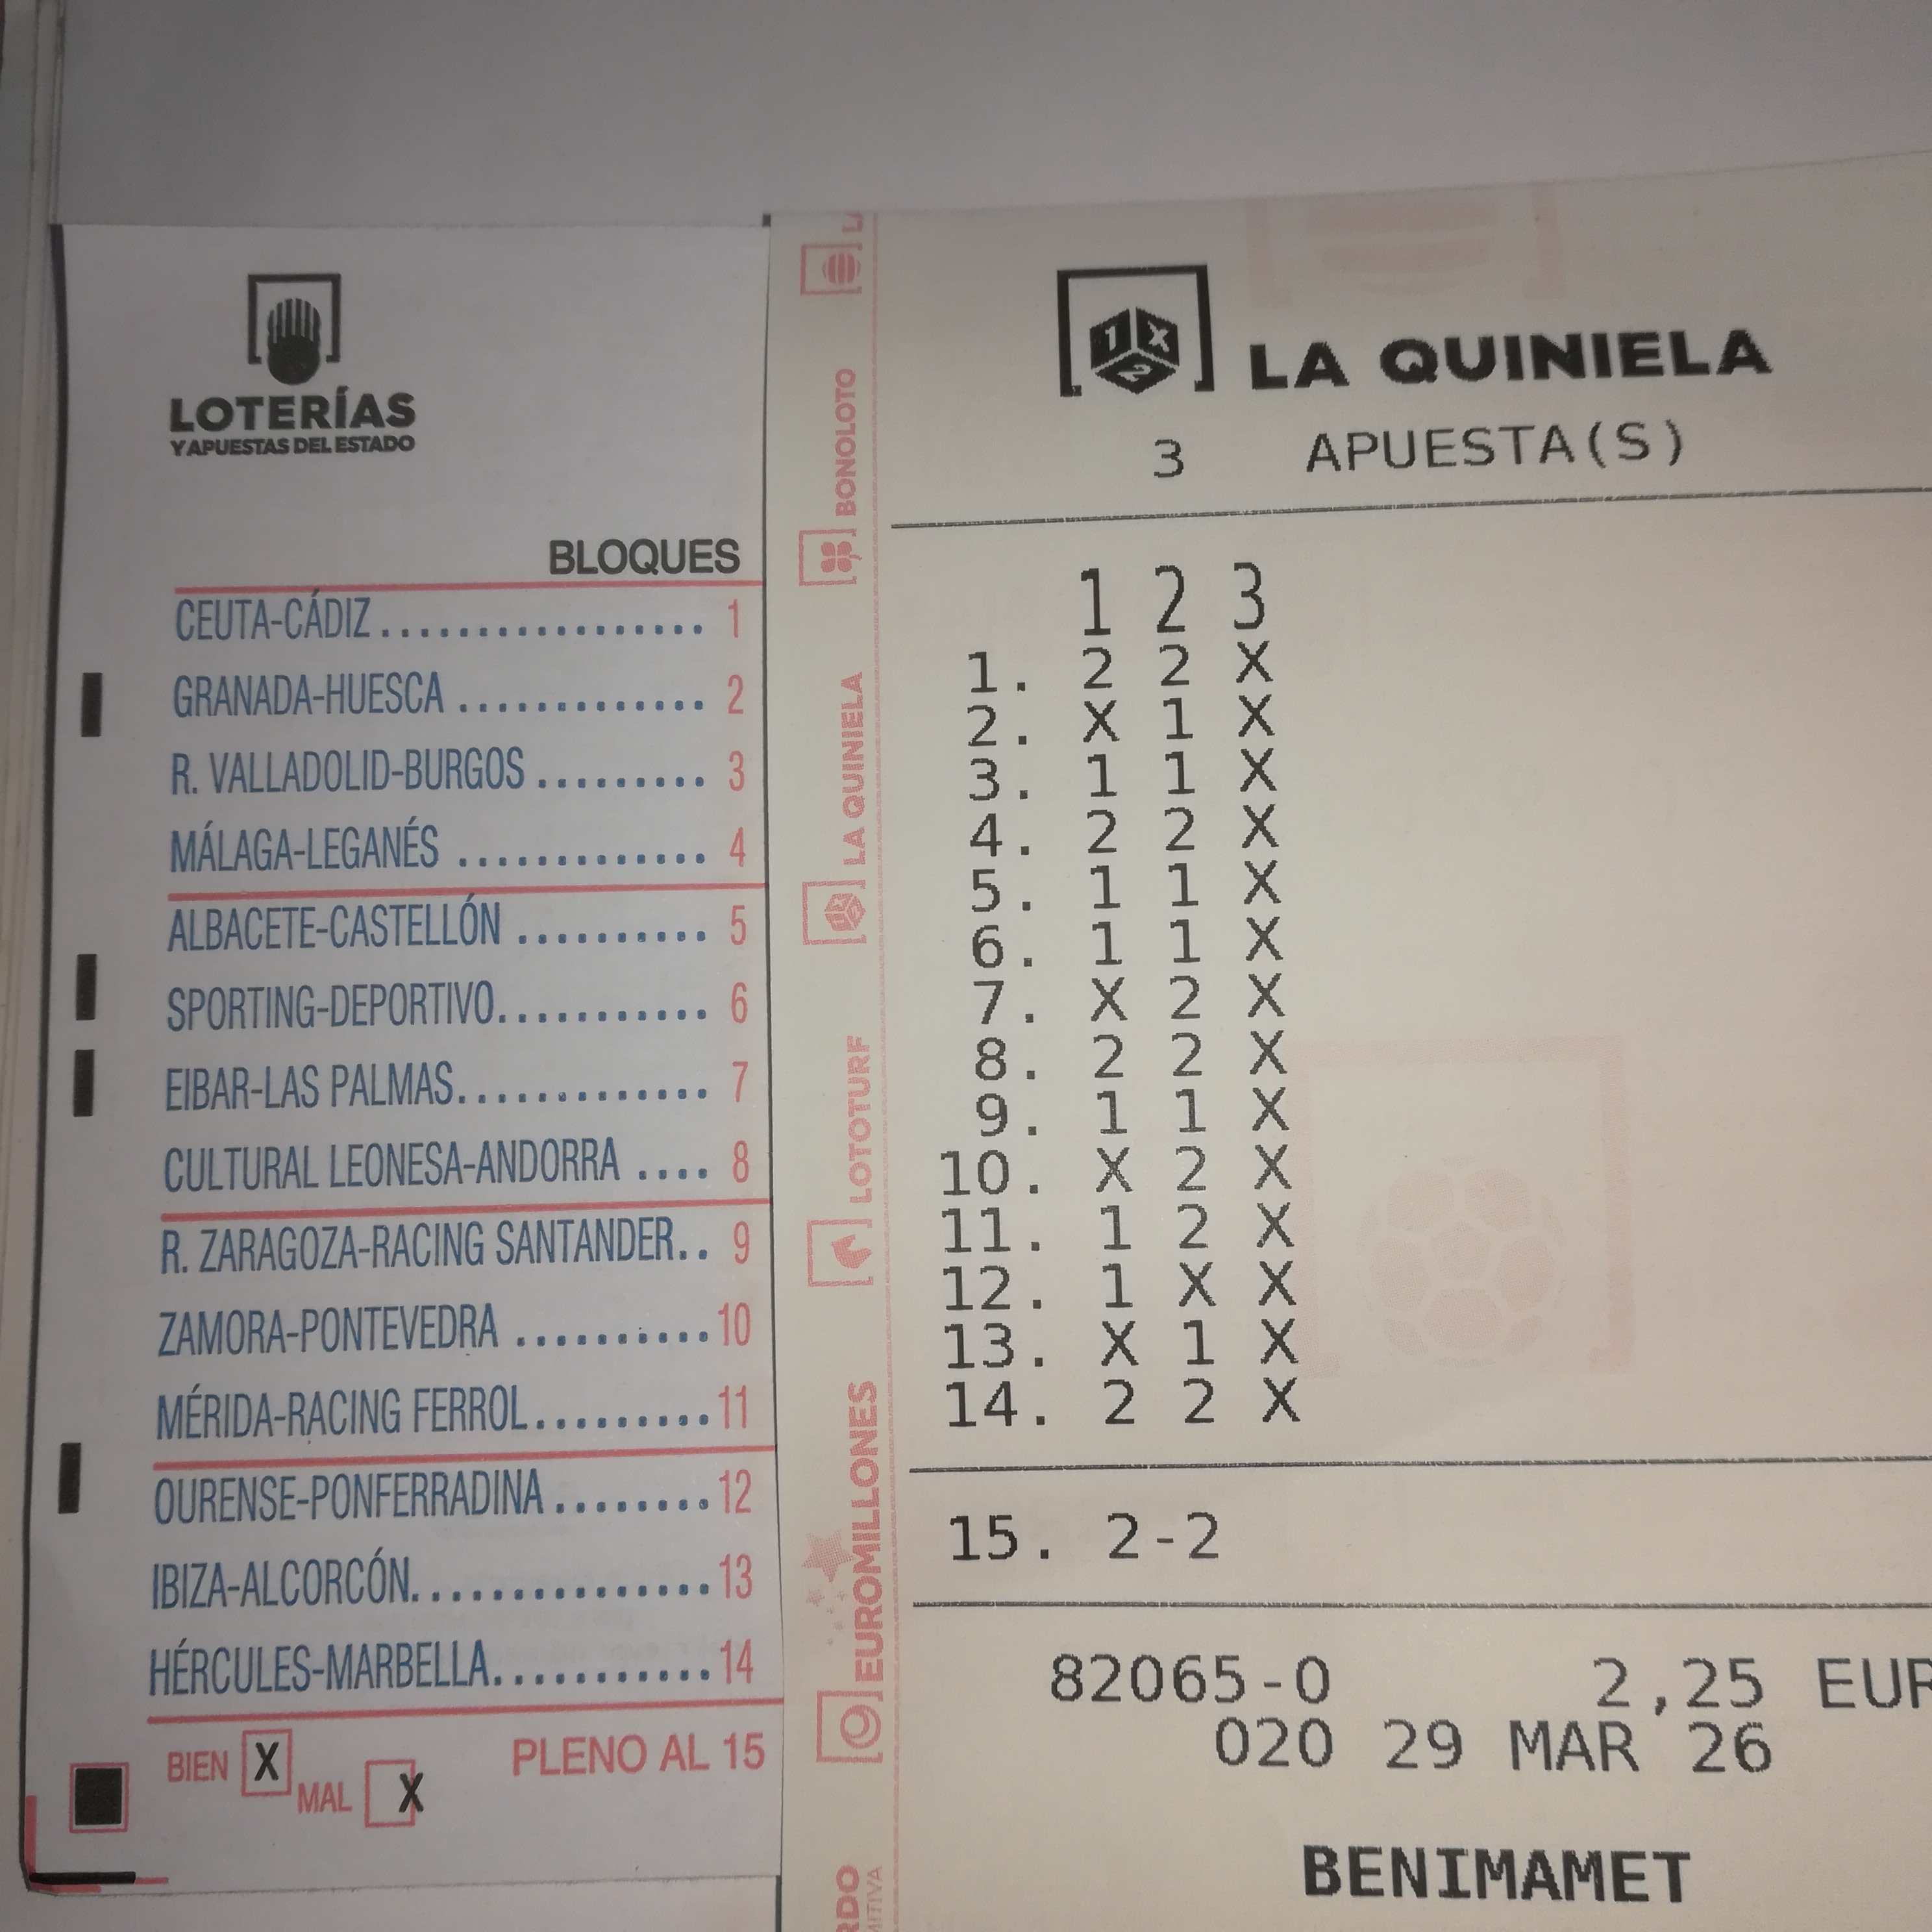 LOTERÍAS
Y APUESTAS DEL ESTADO
BLOQUES
CEUTA-CÁDIZ ................. 1
GRANADA-HUESCA ............. 2
R. VALLADOLID-BURGOS ......... 3
MÁLAGA-LEGANÉS ............. 4
ALBACETE-CASTELLÓN .......... 5
SPORTING-DEPORTIVO........... 6
EIBAR-LAS PALMAS............. 7
CULTURAL LEONESA-ANDORRA .... 8
R. ZARAGOZA-RACING SANTANDER.. 9
ZAMORA-PONTEVEDRA ..........10
MÉRIDA-RACING FERROL.........11
OURENSE-PONFERRADINA ........12
IBIZA-ALCORCÓN................13
HÉRCULES-MARBELLA...........14
BIEN X MAL X PLENO AL 15
BONOLOTO
LA QUINIELA
LOTOTURF
EUROMILLONES
1X2
LA QUINIELA
3 APUESTA(S)
1 2 3
1. 2 2 X
2. X 1 X
3. 1 1 X
4. 2 2 X
5. 1 1 X
6. 1 1 X
7. X 2 X
8. 2 2 X
9. 1 1 X
10. X 2 X
11. 1 2 X
12. 1 X X
13. X 1 X
14. 2 2 X
15. 2-2
82065-0 2,25 EUR
020 29 MAR 26
BENIMAMET